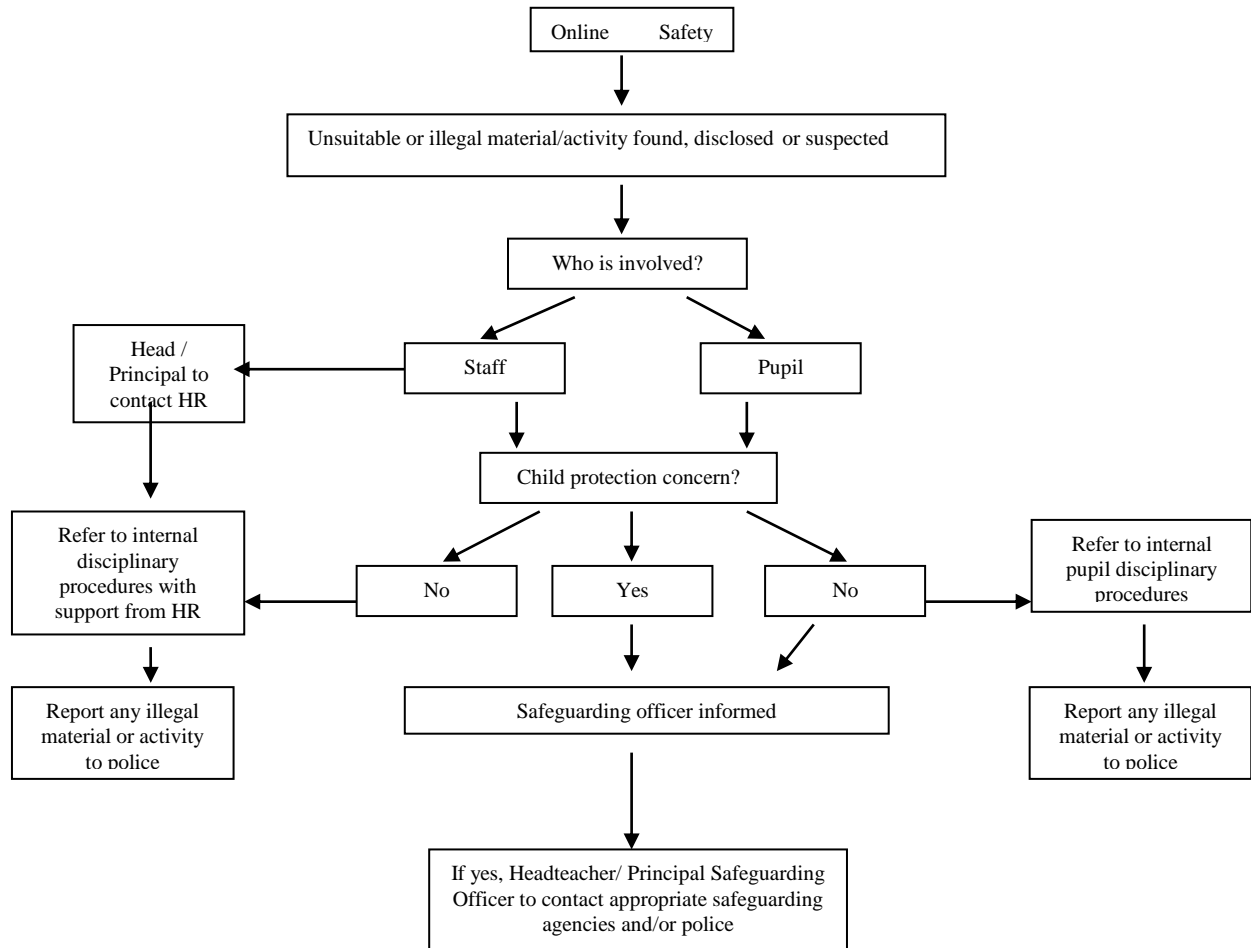 Online Safety
Unsuitable or illegal material/activity found, disclosed or suspected
Who is involved?
Head /
Principal to
contact HR
Staff
Pupil
Child protection concern?
Refer to internal
disciplinary
procedures with
support from HR
No
Yes
No
Refer to internal
pupil disciplinary
procedures
Report any illegal
material or activity
to police
Safeguarding officer informed
Report any illegal
material or activity
to police
If yes, Headteacher/ Principal Safeguarding
Officer to contact appropriate safeguarding
agencies and/or police